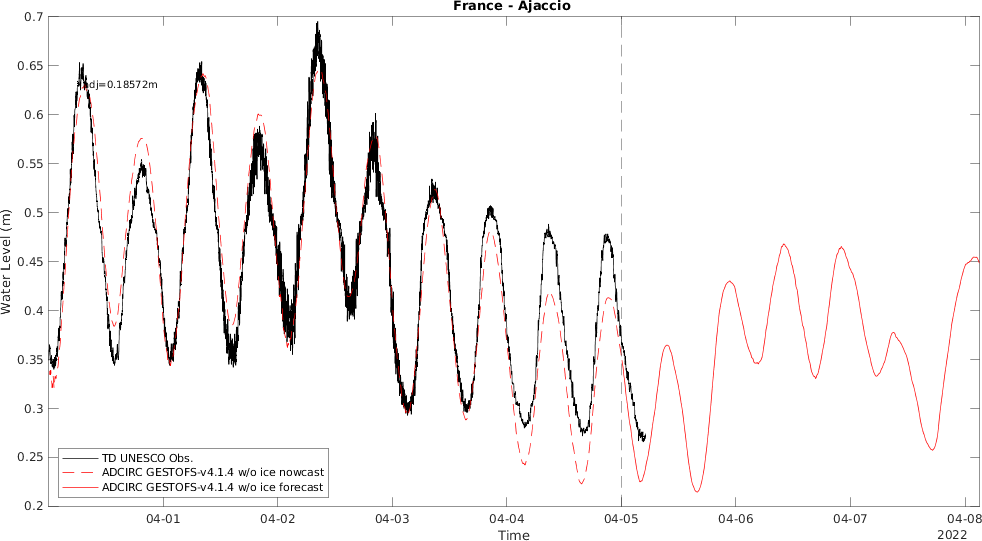 France - Ajaccio
0.7
0.65
0.6
0.55
0.5
0.45
0.4
0.35
0.3
0.25
0.2
Water Level (m)
adj=0.18572m
TD UNESCO Obs.
ADCIRC GESTOFS-v4.1.4 w/o ice nowcast
ADCIRC GESTOFS-v4.1.4 w/o ice forecast
04-01 04-02 04-03 04-04 04-05 04-06 04-07 04-08
Time
2022